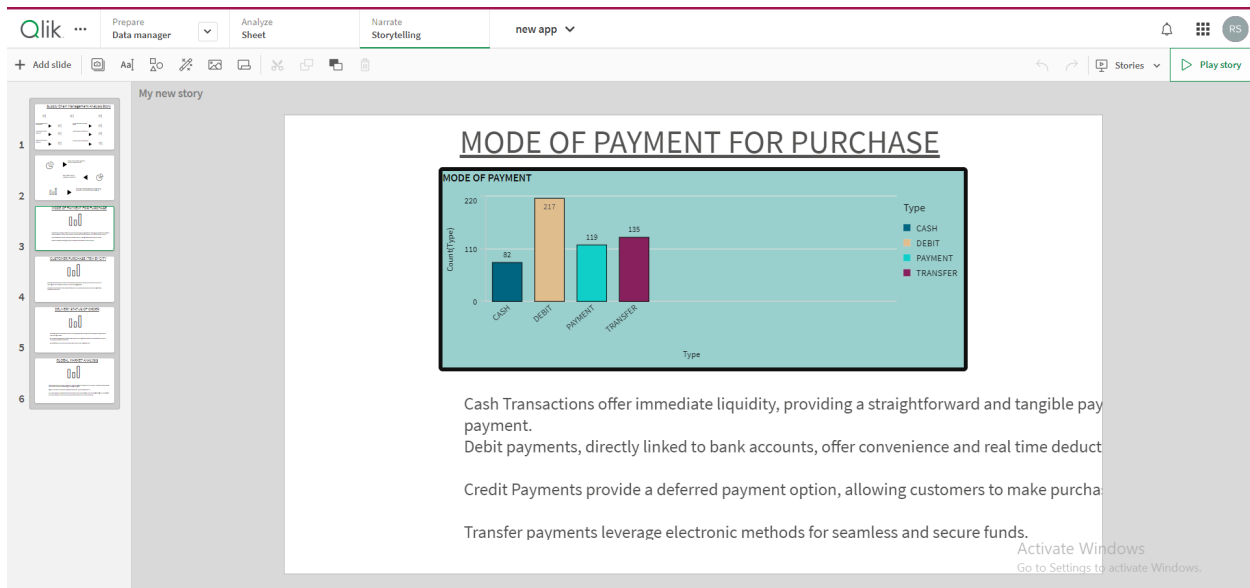 Qlik
Prepare
Data manager
Analyze
Sheet
Narrate
Storytelling
new app
RS
Add slide
Aa
Stories
Play story
My new story
1
2
3
4
5
6
MODE OF PAYMENT FOR PURCHASE
MODE OF PAYMENT
220
110
0
Count(Type)
82
217
119
135
CASH
DEBIT
PAYMENT
TRANSFER
Type
Type
CASH
DEBIT
PAYMENT
TRANSFER
Cash Transactions offer immediate liquidity, providing a straightforward and tangible pay
payment.
Debit payments, directly linked to bank accounts, offer convenience and real time deduct
Credit Payments provide a deferred payment option, allowing customers to make purcha
Transfer payments leverage electronic methods for seamless and secure funds.
Activate Windows
Go to Settings to activate Windows.